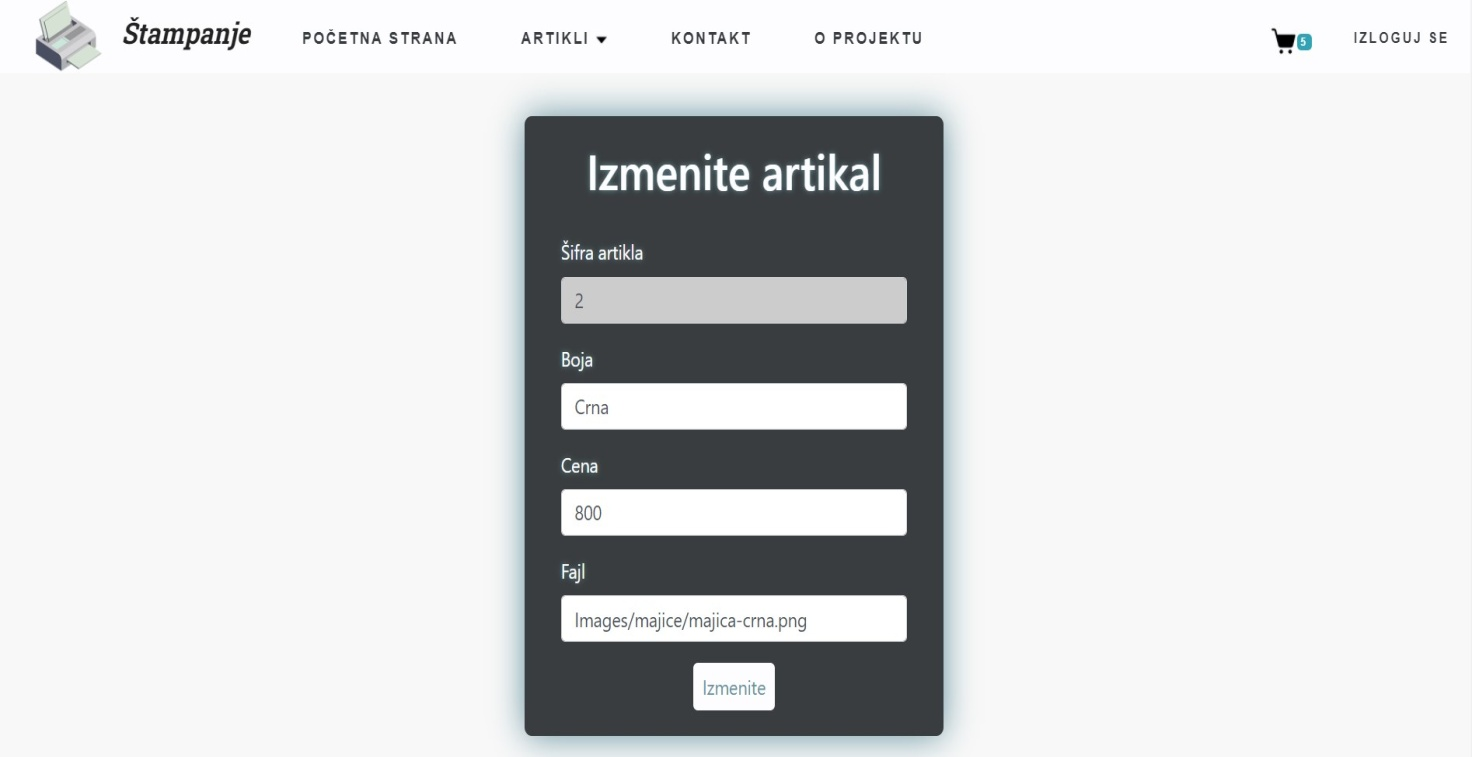 Štampanje
POČETNA STRANA
ARTIKLI
KONTAKT
O PROJEKTU
5
IZLOGUJ SE
Izmenite artikal
Šifra artikla
2
Boja
Crna
Cena
800
Fajl
Images/majice/majica-crna.png
Izmenite